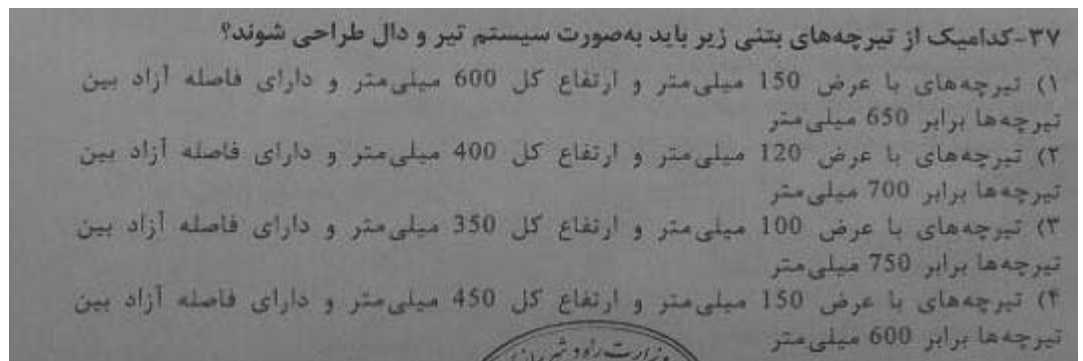 ۳۷-کدامیک از تیرچه‌های بتنی زیر باید به‌صورت سیستم تیر و دال طراحی شوند؟
۱) تیرچه‌های با عرض 150 میلی‌متر و ارتفاع کل 600 میلی‌متر و دارای فاصله آزاد بین
تیرچه‌ها برابر 650 میلی‌متر
۲) تیرچه‌های با عرض 120 میلی‌متر و ارتفاع کل 400 میلی‌متر و دارای فاصله آزاد بین
تیرچه‌ها برابر 700 میلی‌متر
۳) تیرچه‌های با عرض 100 میلی‌متر و ارتفاع کل 350 میلی‌متر و دارای فاصله آزاد بین
تیرچه‌ها برابر 750 میلی‌متر
۴) تیرچه‌های با عرض 150 میلی‌متر و ارتفاع کل 450 میلی‌متر و دارای فاصله آزاد بین
تیرچه‌ها برابر 600 میلی‌متر
وزارت راه و